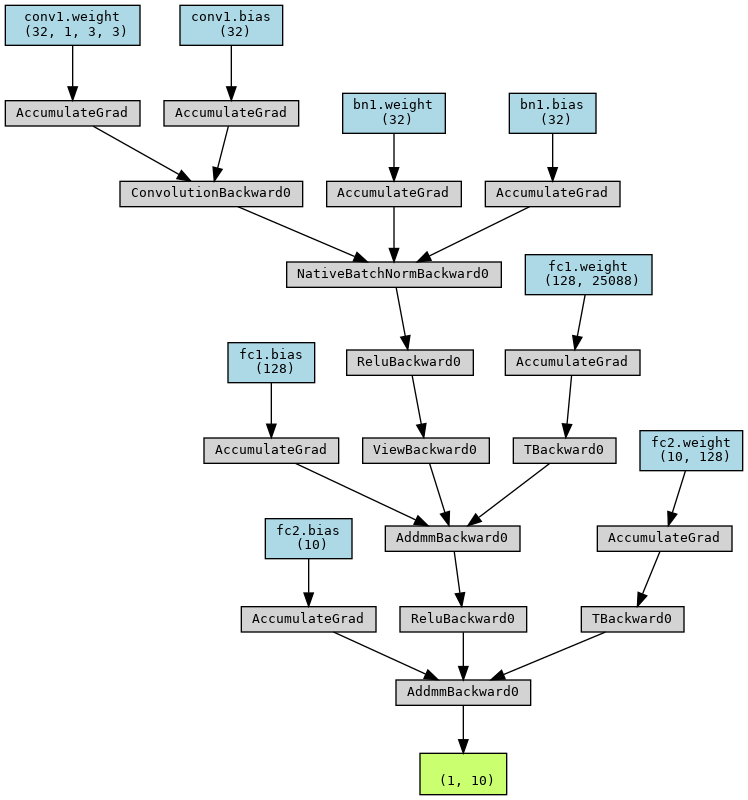 conv1.weight
(32, 1, 3, 3)
conv1.bias
(32)
AccumulateGrad
AccumulateGrad
bn1.weight
(32)
bn1.bias
(32)
ConvolutionBackward0
AccumulateGrad
AccumulateGrad
NativeBatchNormBackward0
fc1.weight
(128, 25088)
fc1.bias
(128)
ReluBackward0
AccumulateGrad
AccumulateGrad
ViewBackward0
TBackward0
fc2.weight
(10, 128)
fc2.bias
(10)
AddmmBackward0
AccumulateGrad
AccumulateGrad
ReluBackward0
TBackward0
AddmmBackward0
(1, 10)